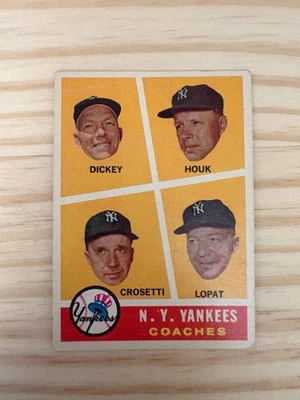 DICKEY
HOUK
CROSETTI
LOPAT
Yankees
N. Y. YANKEES
COACHES